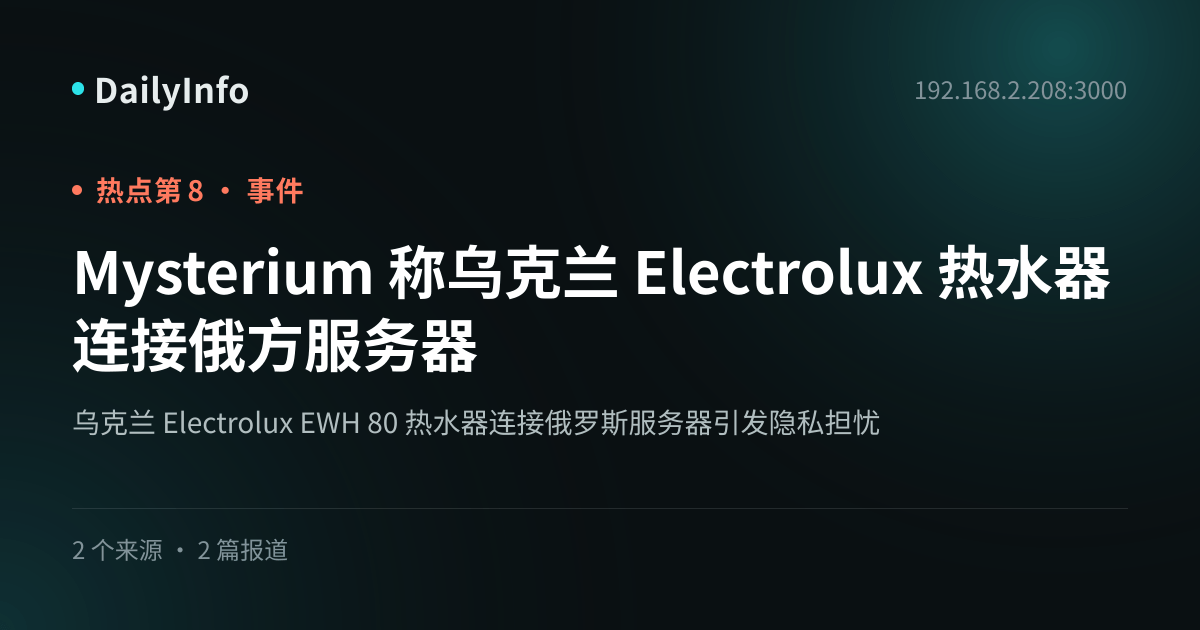 DailyInfo
192.168.2.208:3000
热点第 8 · 事件
Mysterium 称乌克兰 Electrolux 热水器
连接俄方服务器
乌克兰 Electrolux EWH 80 热水器连接俄罗斯服务器引发隐私担忧
2 个来源 · 2 篇报道